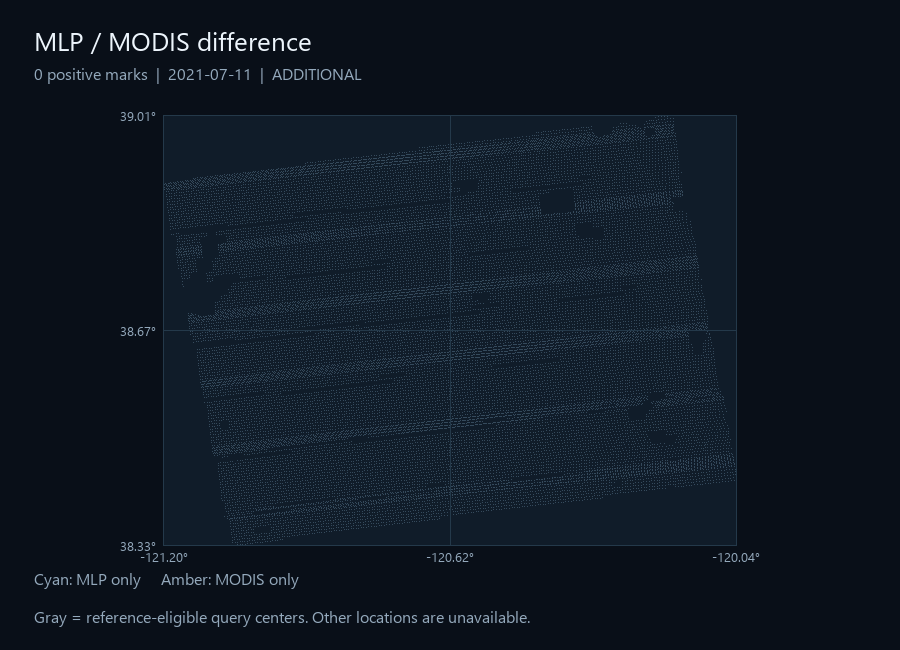 MLP / MODIS difference
0 positive marks | 2021-07-11 | ADDITIONAL
39.01°
38.67°
38.33°
-121.20° -120.62° -120.04°
Cyan: MLP only Amber: MODIS only
Gray = reference-eligible query centers. Other locations are unavailable.